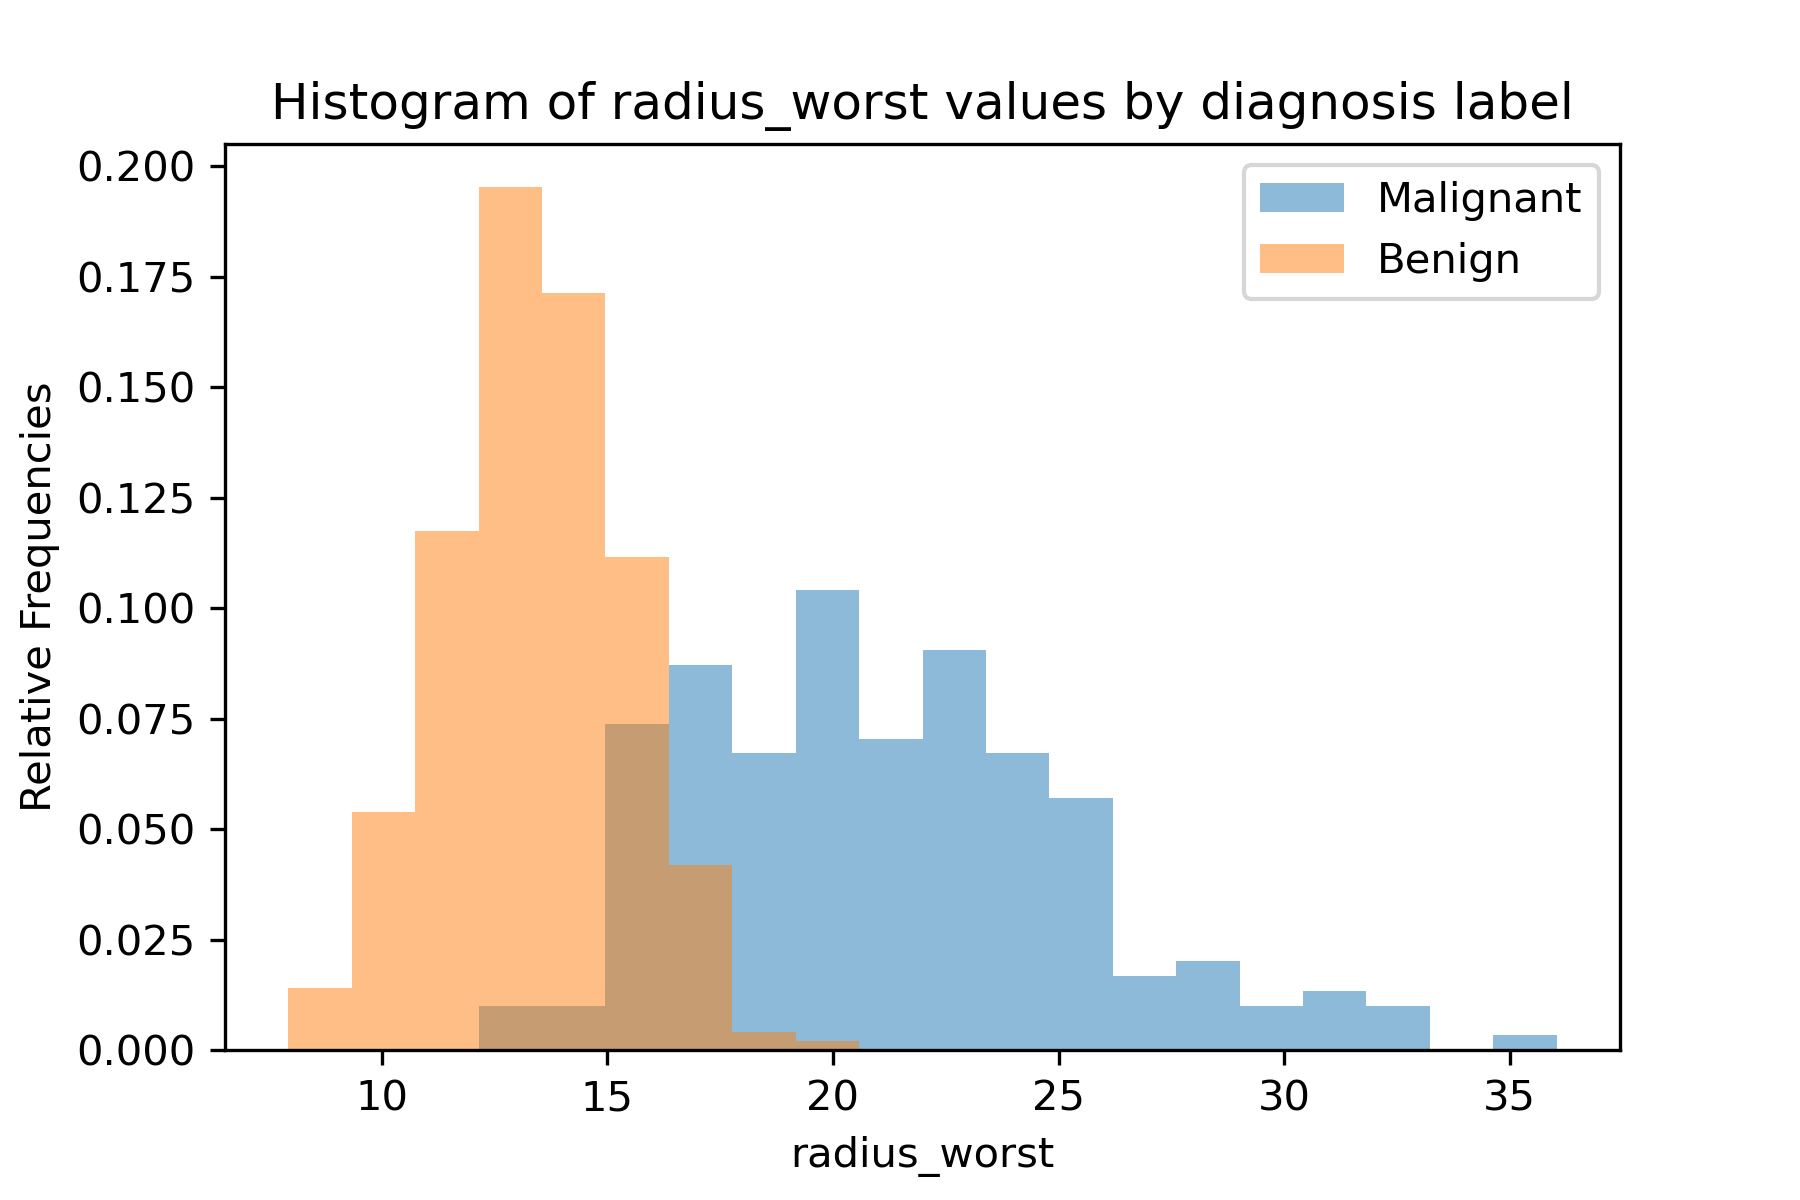 Histogram of radius_worst values by diagnosis label
Malignant
Benign
0.200
0.175
0.150
0.125
0.100
0.075
0.050
0.025
0.000
Relative Frequencies
10 15 20 25 30 35
radius_worst